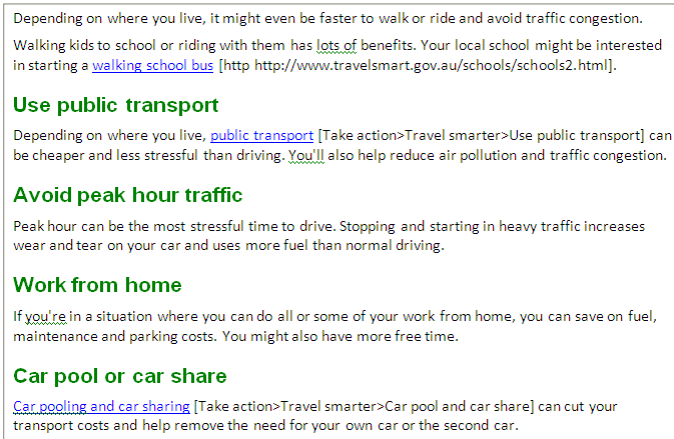 Depending on where you live, it might even be faster to walk or ride and avoid traffic congestion.
Walking kids to school or riding with them has lots of benefits. Your local school might be interested
in starting a walking school bus [http http://www.travelsmart.gov.au/schools/schools2.html].
Use public transport
Depending on where you live, public transport [Take action>Travel smarter>Use public transport] can
be cheaper and less stressful than driving. You'll also help reduce air pollution and traffic congestion.
Avoid peak hour traffic
Peak hour can be the most stressful time to drive. Stopping and starting in heavy traffic increases
wear and tear on your car and uses more fuel than normal driving.
Work from home
If you're in a situation where you can do all or some of your work from home, you can save on fuel,
maintenance and parking costs. You might also have more free time.
Car pool or car share
Car pooling and car sharing [Take action>Travel smarter>Car pool and car share] can cut your
transport costs and help remove the need for your own car or the second car.